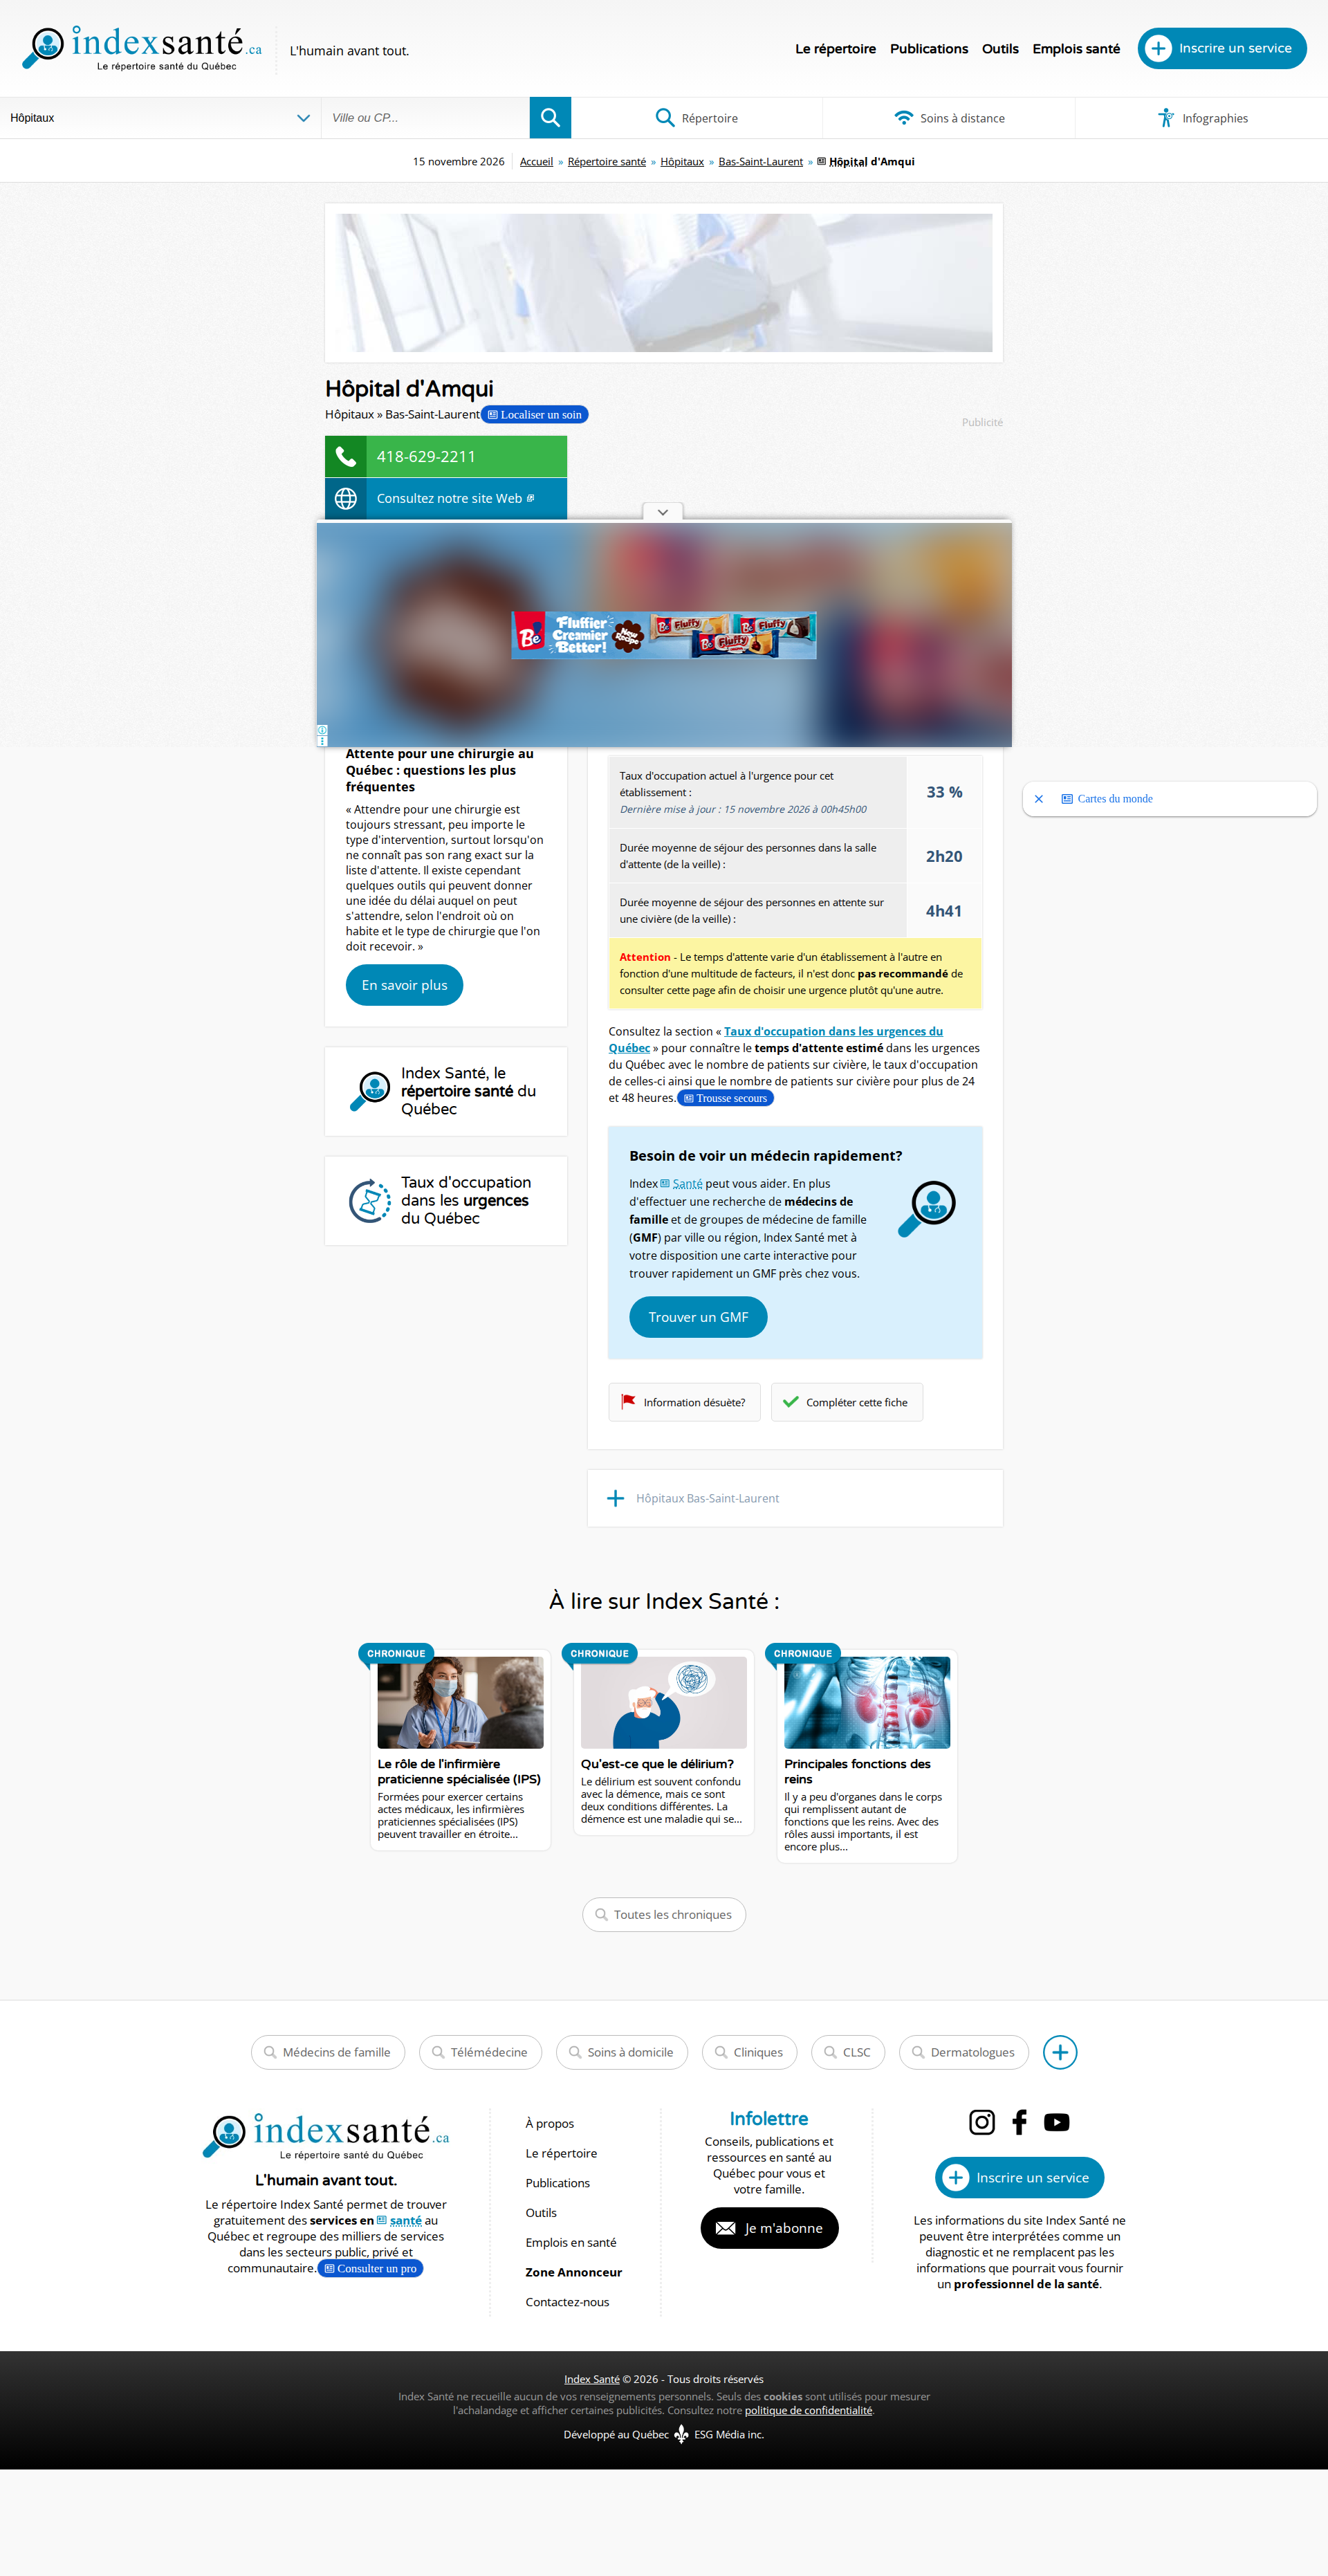 indexsanté.ca
Le répertoire santé du Québec
L'humain avant tout.
Le répertoire
Publications
Outils
Emplois santé
Inscrire un service
Hôpitaux
Ville ou CP...
Répertoire
Soins à distance
Infographies
15 novembre 2026
Accueil » Répertoire santé » Hôpitaux » Bas-Saint-Laurent » Hôpital d'Amqui
Hôpital d'Amqui
Hôpitaux » Bas-Saint-Laurent Localiser un soin
Publicité
418-629-2211
Consultez notre site Web
Be
Fluffier
Creamier
Better!
New
Recipe
Be Fluffy
Be Fluffy
Be Fluffy
Attente pour une chirurgie au
Québec : questions les plus
fréquentes
« Attendre pour une chirurgie est
toujours stressant, peu importe le
type d'intervention, surtout lorsqu'on
ne connaît pas son rang exact sur la
liste d'attente. Il existe cependant
quelques outils qui peuvent donner
une idée du délai auquel on peut
s'attendre, selon l'endroit où on
habite et le type de chirurgie que l'on
doit recevoir. »
En savoir plus
Index Santé, le
répertoire santé du
Québec
Taux d'occupation
dans les urgences
du Québec
Taux d'occupation actuel à l'urgence pour cet
établissement :
Dernière mise à jour : 15 novembre 2026 à 00h45h00
33 %
Durée moyenne de séjour des personnes dans la salle
d'attente (de la veille) :
2h20
Durée moyenne de séjour des personnes en attente sur
une civière (de la veille) :
4h41
Attention - Le temps d'attente varie d'un établissement à l'autre en
fonction d'une multitude de facteurs, il n'est donc pas recommandé de
consulter cette page afin de choisir une urgence plutôt qu'une autre.
Cartes du monde
Consultez la section « Taux d'occupation dans les urgences du
Québec » pour connaître le temps d'attente estimé dans les urgences
du Québec avec le nombre de patients sur civière, le taux d'occupation
de celles-ci ainsi que le nombre de patients sur civière pour plus de 24
et 48 heures. Trousse secours
Besoin de voir un médecin rapidement?
Index Santé peut vous aider. En plus
d'effectuer une recherche de médecins de
famille et de groupes de médecine de famille
(GMF) par ville ou région, Index Santé met à
votre disposition une carte interactive pour
trouver rapidement un GMF près chez vous.
Trouver un GMF
Information désuète?
Compléter cette fiche
Hôpitaux Bas-Saint-Laurent
À lire sur Index Santé :
CHRONIQUE
Le rôle de l'infirmière
praticienne spécialisée (IPS)
Formées pour exercer certains
actes médicaux, les infirmières
praticiennes spécialisées (IPS)
peuvent travailler en étroite...
CHRONIQUE
Qu'est-ce que le délirium?
Le délirium est souvent confondu
avec la démence, mais ce sont
deux conditions différentes. La
démence est une maladie qui se...
CHRONIQUE
Principales fonctions des
reins
Il y a peu d'organes dans le corps
qui remplissent autant de
fonctions que les reins. Avec des
rôles aussi importants, il est
encore plus...
Toutes les chroniques
Médecins de famille
Télémédecine
Soins à domicile
Cliniques
CLSC
Dermatologues
indexsanté.ca
Le répertoire santé du Québec
L'humain avant tout.
Le répertoire Index Santé permet de trouver
gratuitement des services en santé au
Québec et regroupe des milliers de services
dans les secteurs public, privé et
communautaire. Consulter un pro
À propos
Le répertoire
Publications
Outils
Emplois en santé
Zone Annonceur
Contactez-nous
Infolettre
Conseils, publications et
ressources en santé au
Québec pour vous et
votre famille.
Je m'abonne
Inscrire un service
Les informations du site Index Santé ne
peuvent être interprétées comme un
diagnostic et ne remplacent pas les
informations que pourrait vous fournir
un professionnel de la santé.
Index Santé © 2026 - Tous droits réservés
Index Santé ne recueille aucun de vos renseignements personnels. Seuls des cookies sont utilisés pour mesurer
l'achalandage et afficher certaines publicités. Consultez notre politique de confidentialité.
Développé au Québec ESG Média inc.